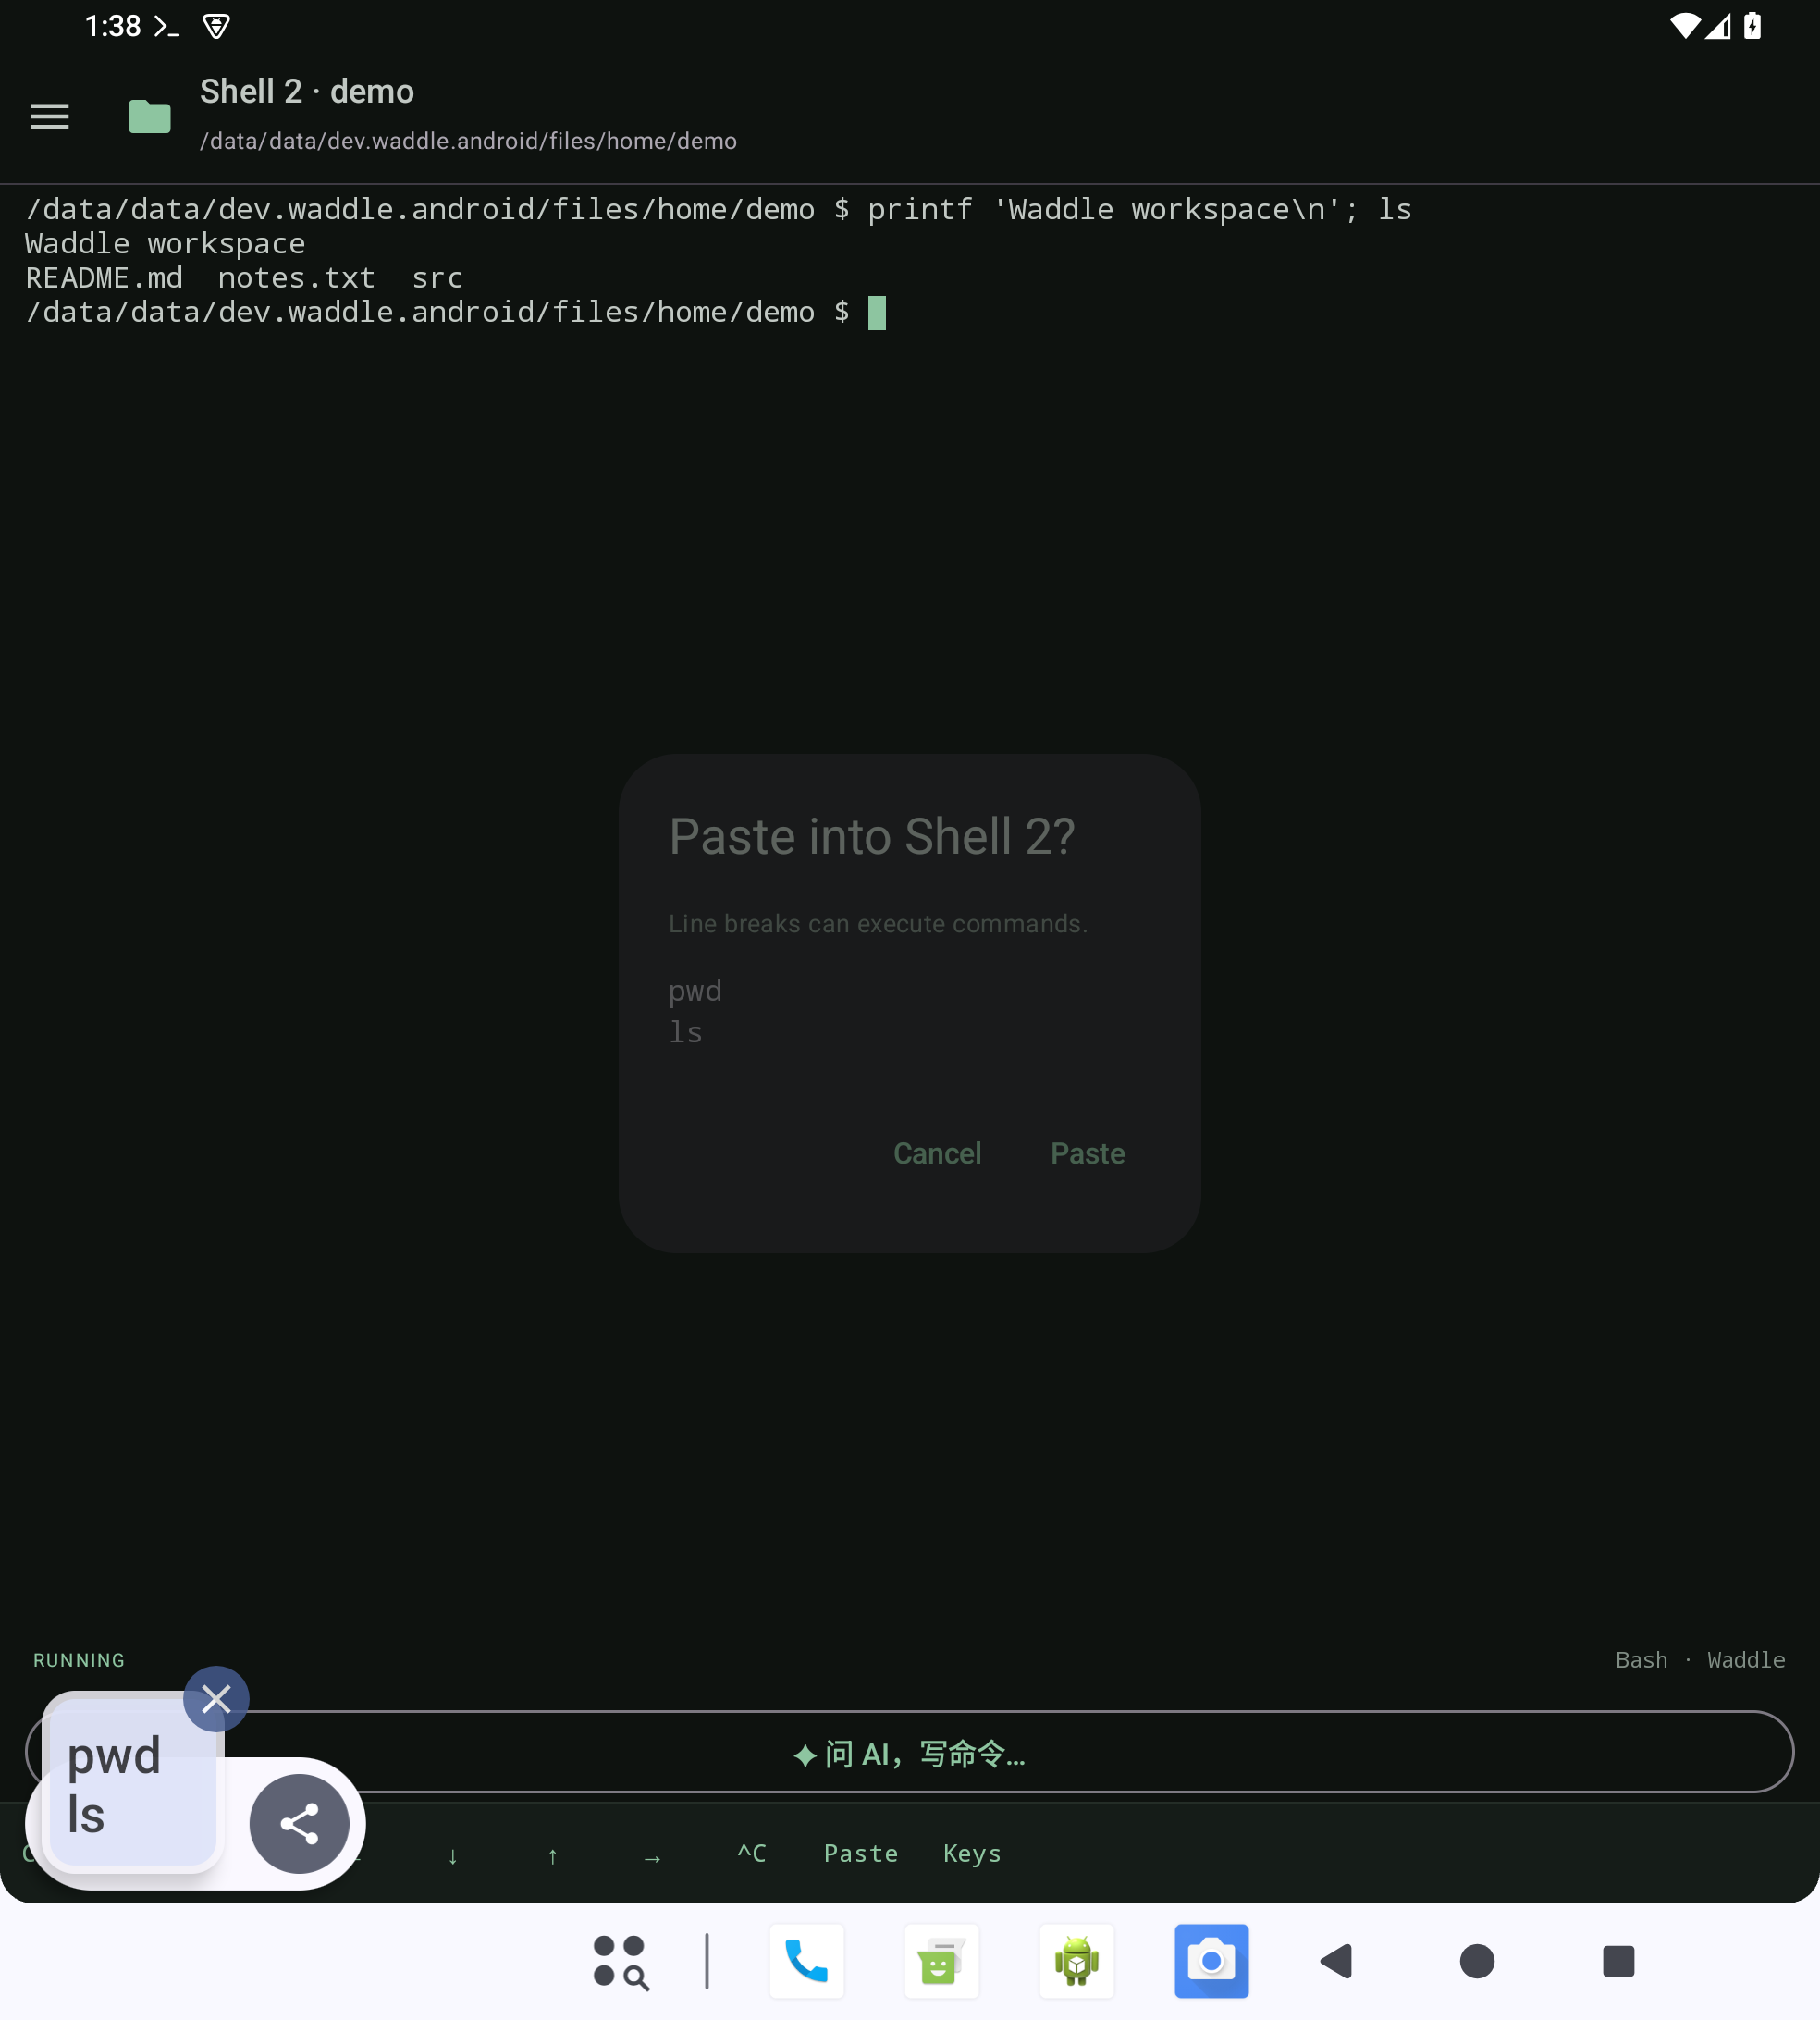 1:38
Shell 2 · demo
/data/data/dev.waddle.android/files/home/demo
/data/data/dev.waddle.android/files/home/demo $ printf 'Waddle workspace\n'; ls
Waddle workspace
README.md  notes.txt  src
/data/data/dev.waddle.android/files/home/demo $
Paste into Shell 2?
Line breaks can execute commands.
pwd
ls
Cancel Paste
RUNNING
Bash · Waddle
问 AI，写命令…
pwd
ls
↓ ↑ → ^C Paste Keys